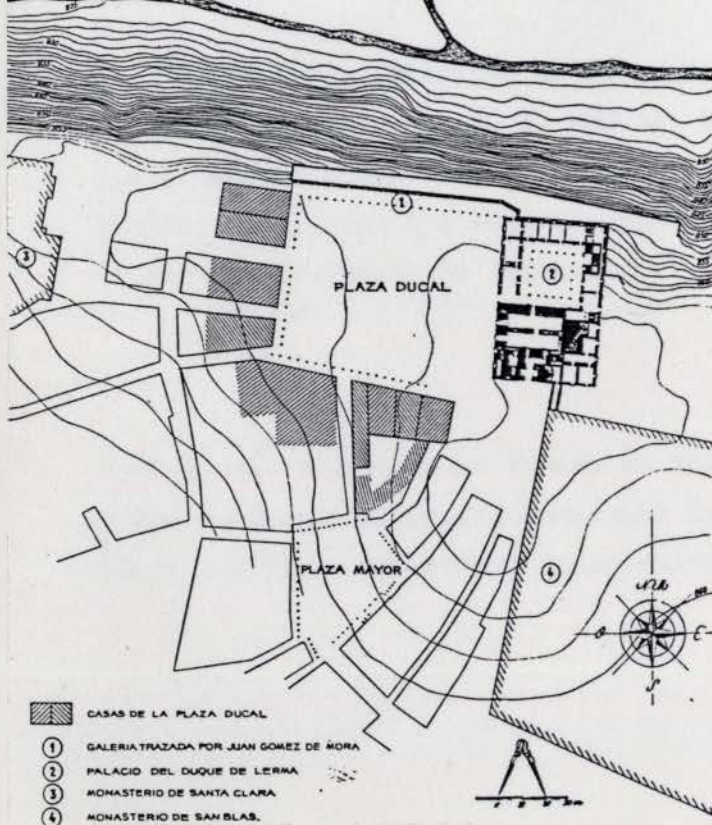 1
2
3
PLAZA DUCAL
PLAZA MAYOR
4
E
S
CASAS DE LA PLAZA DUCAL
1 GALERIA TRAZADA POR JUAN GOMEZ DE MORA
2 PALACIO DEL DUQUE DE LERMA
3 MONASTERIO DE SANTA CLARA
4 MONASTERIO DE SAN BLAS.